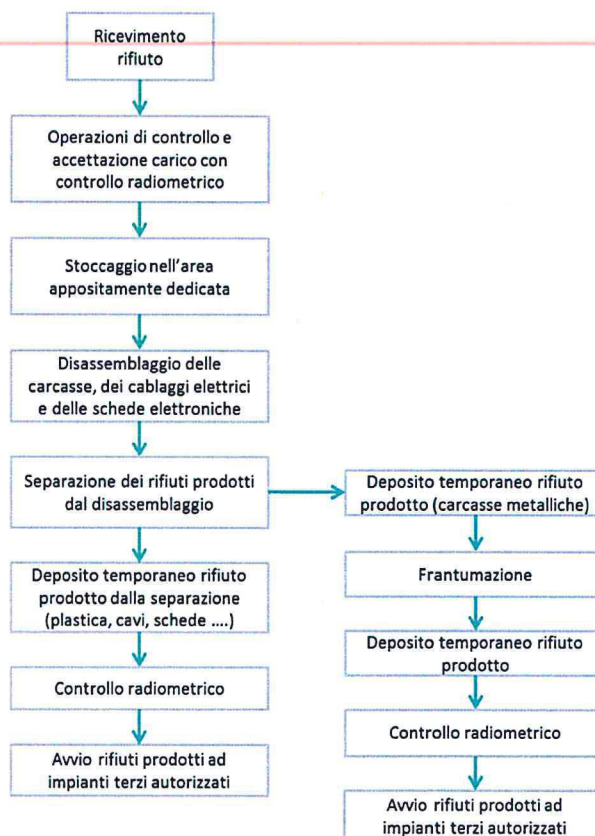 Ricevimento
rifiuto
Operazioni di controllo e
accettazione carico con
controllo radiometrico
Stoccaggio nell'area
appositamente dedicata
Disassemblaggio delle
carcasse, dei cablaggi elettrici
e delle schede elettroniche
Separazione dei rifiuti prodotti
dal disassemblaggio
Deposito temporaneo rifiuto
prodotto dalla separazione
(plastica, cavi, schede ....)
Controllo radiometrico
Avvio rifiuti prodotti ad
impianti terzi autorizzati
Deposito temporaneo rifiuto
prodotto (carcasse metalliche)
Frantumazione
Deposito temporaneo rifiuto
prodotto
Controllo radiometrico
Avvio rifiuti prodotti ad
impianti terzi autorizzati